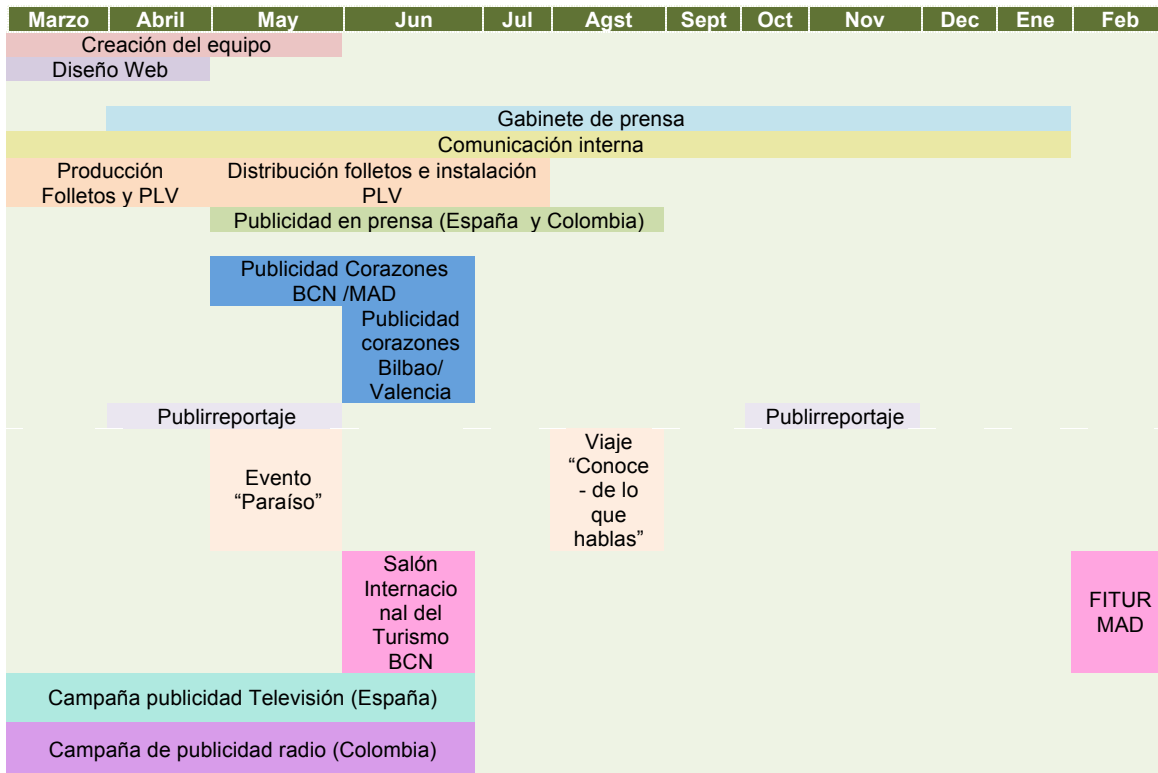 Marzo Abril May Jun Jul Agst Sept Oct Nov Dec Ene Feb
Creación del equipo
Diseño Web
Gabinete de prensa
Comunicación interna
Producción
Folletos y PLV
Distribución folletos e instalación
PLV
Publicidad en prensa (España y Colombia)
Publicidad Corazones
BCN /MAD
Publicidad
corazones
Bilbao/
Valencia
Publirreportaje
Publirreportaje
Evento
“Paraíso”
Viaje
“Conoce
- de lo
que
hablas”
Salón
Internacio
nal del
Turismo
BCN
FITUR
MAD
Campaña publicidad Televisión (España)
Campaña de publicidad radio (Colombia)